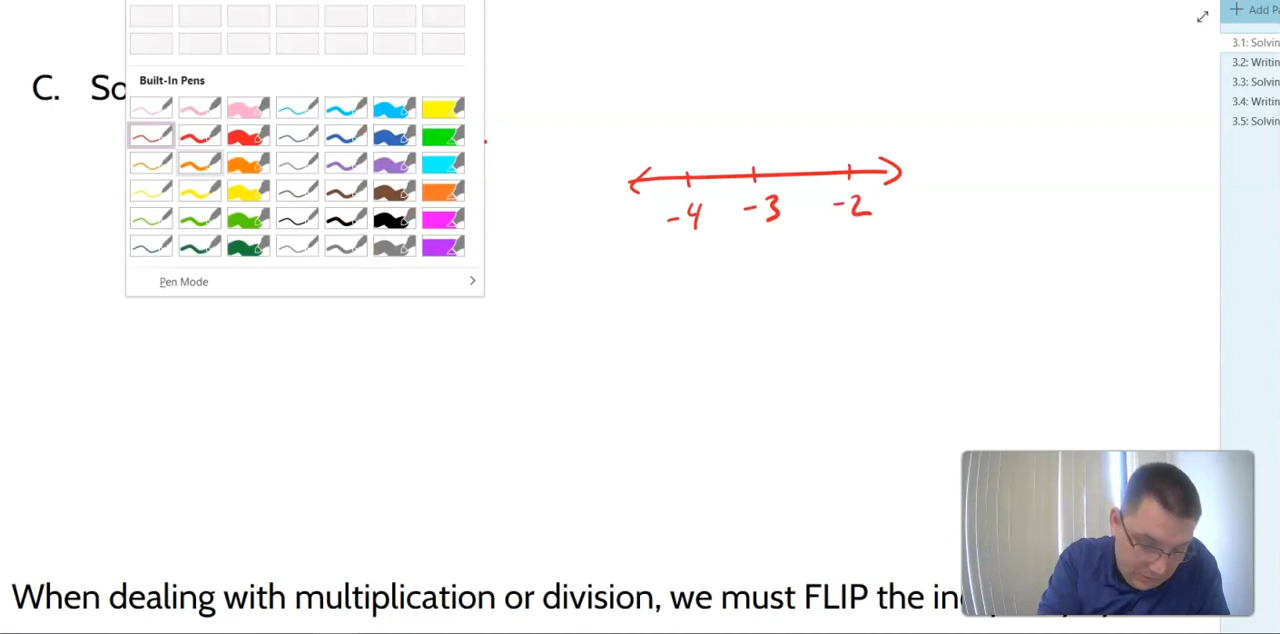 Add
3.1: Solvin
3.2: Writin
3.3: Solvin
3.4: Writin
3.5: Solvin
C. So
Built-In Pens
-4 -3 -2
Pen Mode
When dealing with multiplication or division, we must FLIP the in